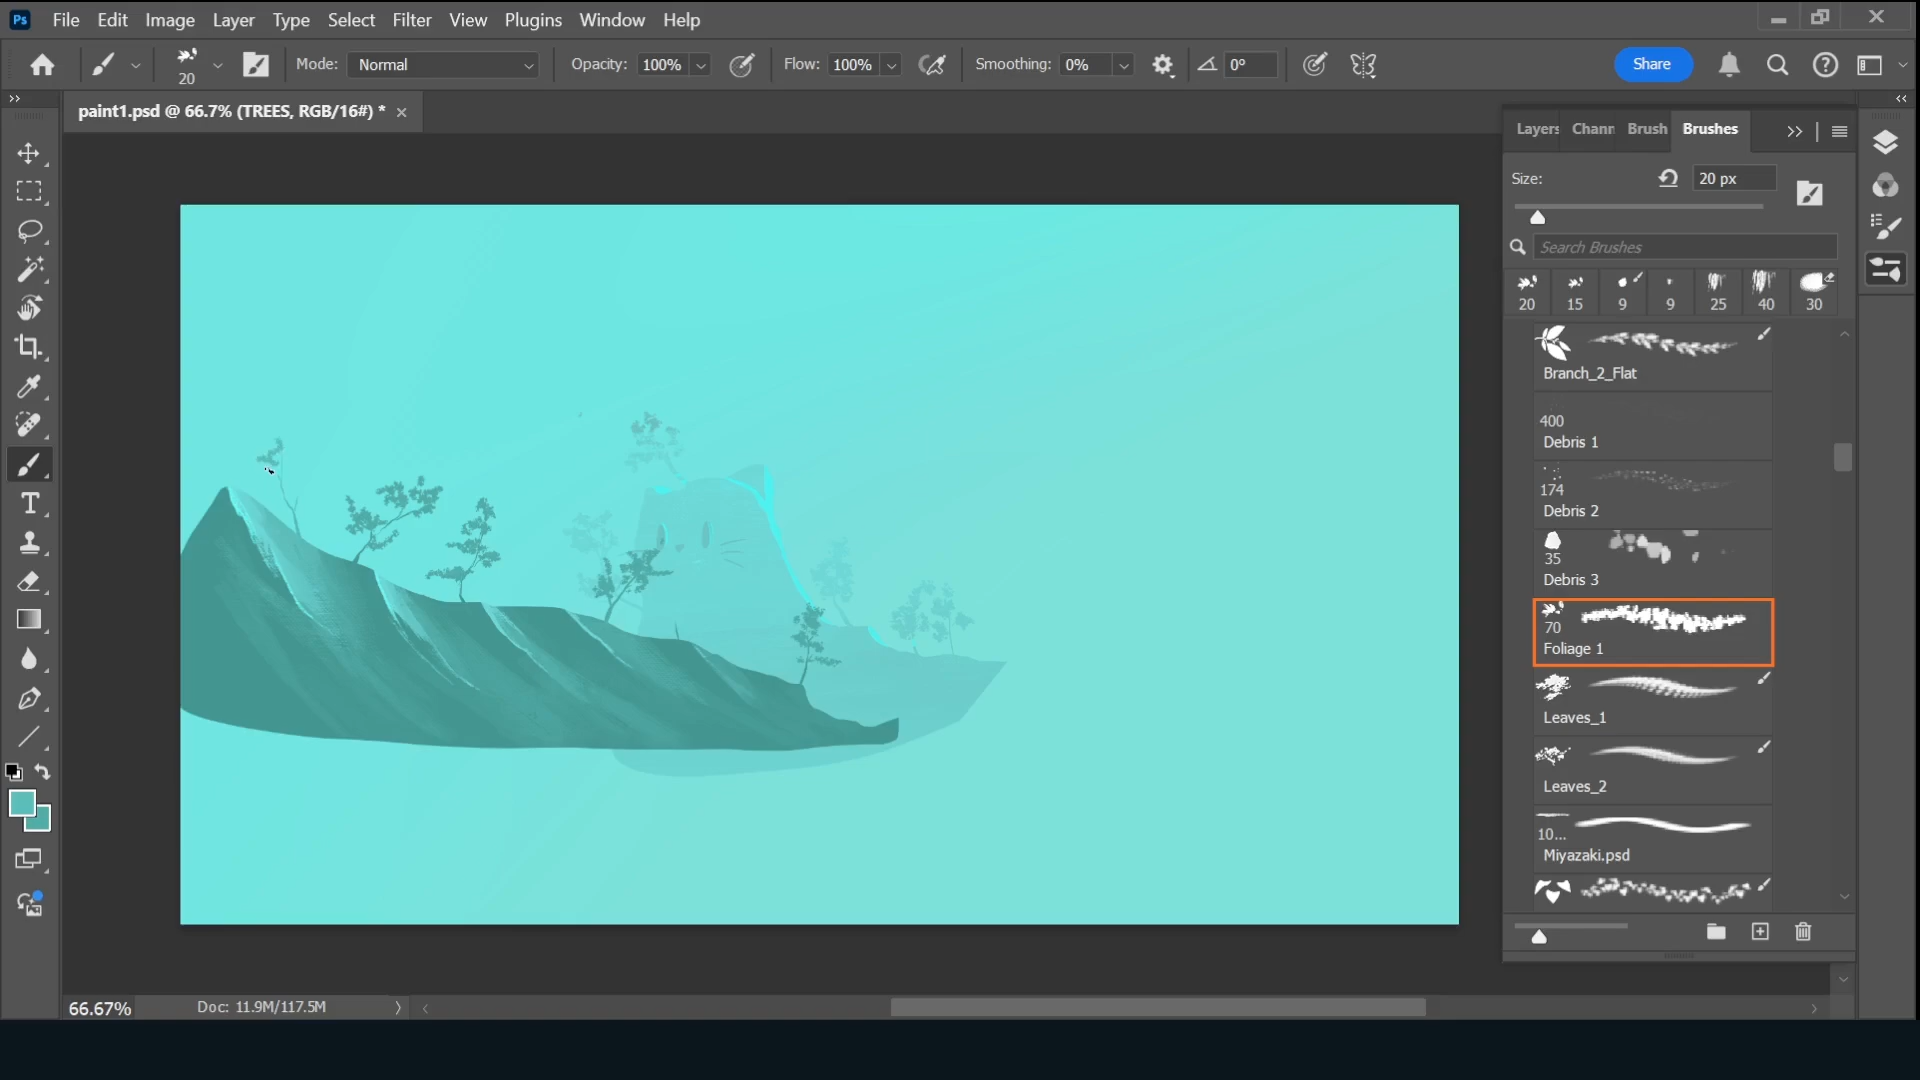 Ps File Edit Image Layer Type Select Filter View Plugins Window Help
20 Mode: Normal Opacity: 100% Flow: 100% Smoothing: 0% 0° Share
paint1.psd @ 66.7% (TREES, RGB/16#) *
Layers Chann Brush Brushes
Size: 20 px
Search Brushes
20 15 9 9 25 40 30
Branch_2_Flat
400
Debris 1
174
Debris 2
35
Debris 3
70
Foliage 1
Leaves_1
Leaves_2
10...
Miyazaki.psd
66.67% Doc: 11.9M/117.5M